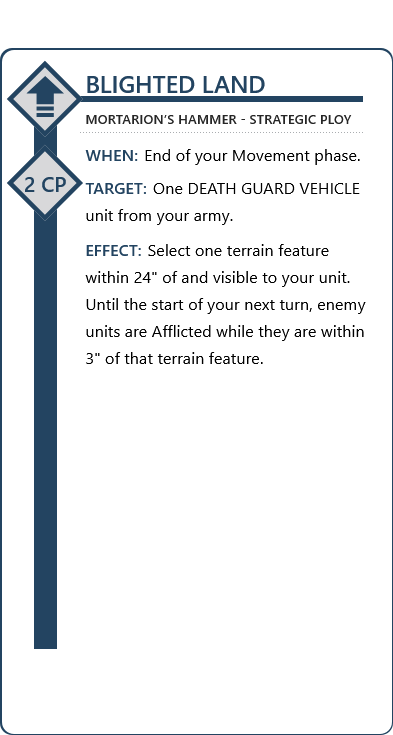 BLIGHTED LAND
MORTARION'S HAMMER - STRATEGIC PLOY
WHEN: End of your Movement phase.
2 CP
TARGET: One DEATH GUARD VEHICLE
unit from your army.
EFFECT: Select one terrain feature
within 24" of and visible to your unit.
Until the start of your next turn, enemy
units are Afflicted while they are within
3" of that terrain feature.